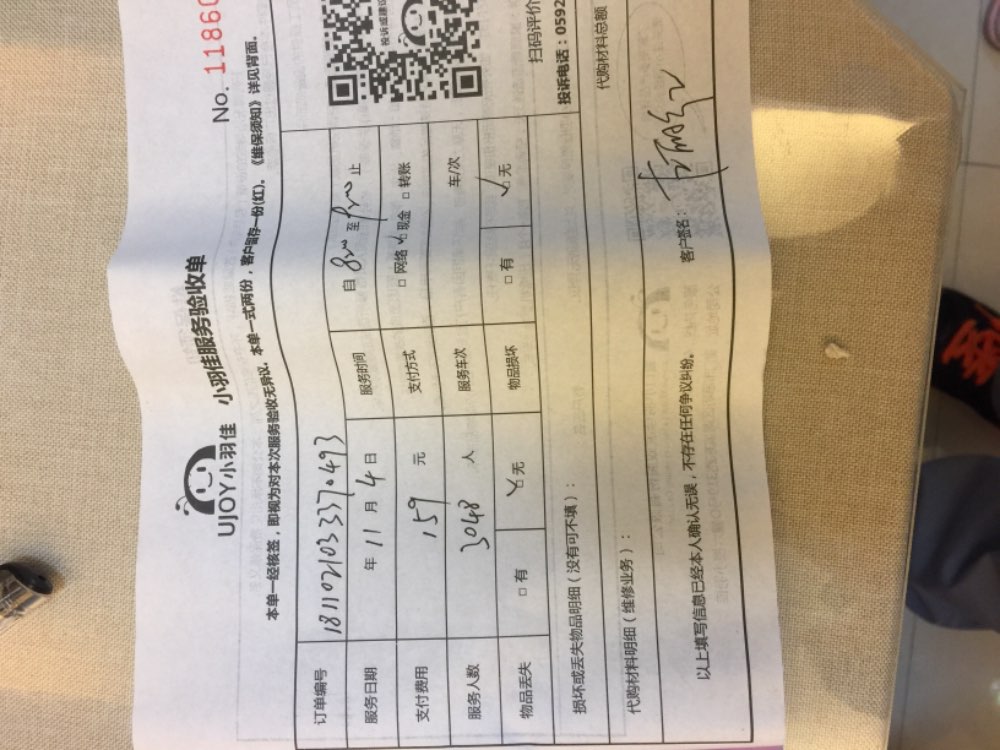 UJOY小羽佳 小羽佳服务验收单
No. 11860
本单一经核签，即视为对本次服务验收无异议。本单一式两份，客户留存一份(红)。《维保须知》详见背面。
订单编号 1811021033370493
服务日期 年 11 月 4 日 服务时间 自 至 止
支付费用 159 元 支付方式 □ 网络 ✓□ 现金 □ 转账
服务人数 3048 人 服务车次 车/次
物品丢失 □ 有 ✓□ 无 物品损坏 □ 有 ✓□ 无
投诉或建议
扫码评价
投诉电话：0592
损坏或丢失物品明细（没有可不填）：
代购材料明细（维修业务）： 代购材料总额
以上填写信息已经本人确认无误，不存在任何争议纠纷。 客户签名：